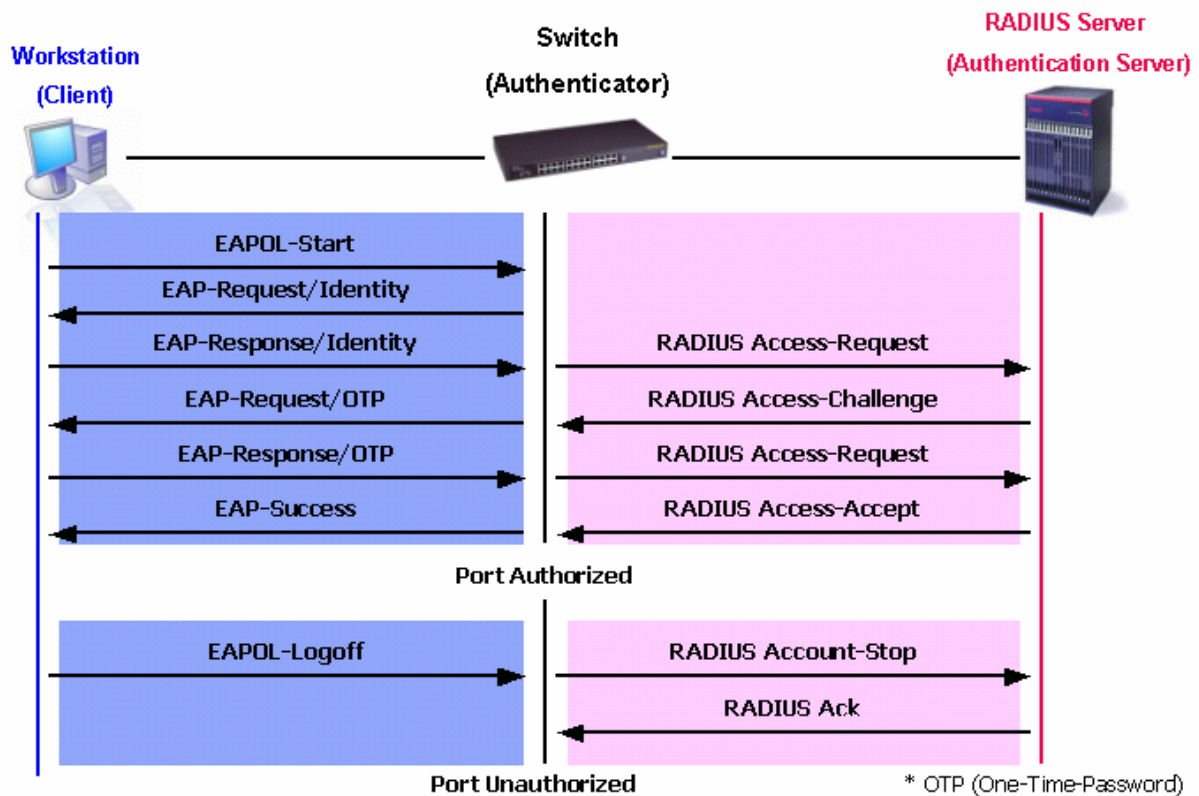 Workstation
(Client)
Switch
(Authenticator)
RADIUS Server
(Authentication Server)
EAPOL-Start
EAP-Request/Identity
EAP-Response/Identity
RADIUS Access-Request
EAP-Request/OTP
RADIUS Access-Challenge
EAP-Response/OTP
RADIUS Access-Request
EAP-Success
RADIUS Access-Accept
Port Authorized
EAPOL-Logoff
RADIUS Account-Stop
RADIUS Ack
Port Unauthorized
* OTP (One-Time-Password)